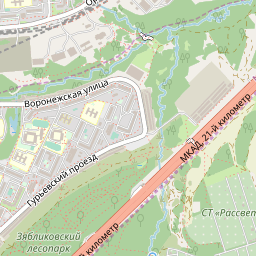 Воронежская улица
МКАД, 21-й километр
Гурьевский проезд
СТ «Рассвет
Зябликовский
лесопарк
й километр